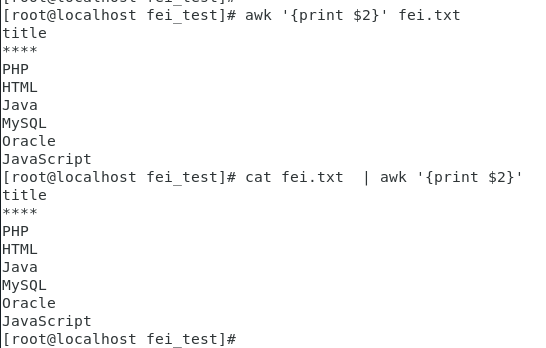 [root@localhost fei_test]# awk '{print $2}' fei.txt
title
****
PHP
HTML
Java
MySQL
Oracle
JavaScript
[root@localhost fei_test]# cat fei.txt  | awk '{print $2}'
title
****
PHP
HTML
Java
MySQL
Oracle
JavaScript
[root@localhost fei_test]#